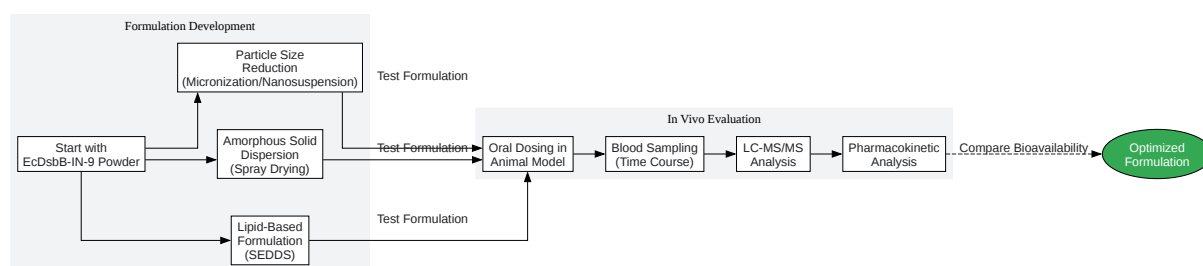 Formulation Development
Particle Size
Reduction
(Micronization/Nanosuspension)
Test Formulation
Start with
EcDsbB-IN-9 Powder
Amorphous Solid
Dispersion
(Spray Drying)
Test Formulation
Lipid-Based
Formulation
(SEDDS)
Test Formulation
In Vivo Evaluation
Oral Dosing in
Animal Model
Blood Sampling
(Time Course)
LC-MS/MS
Analysis
Pharmacokinetic
Analysis
Compare Bioavailability
Optimized
Formulation